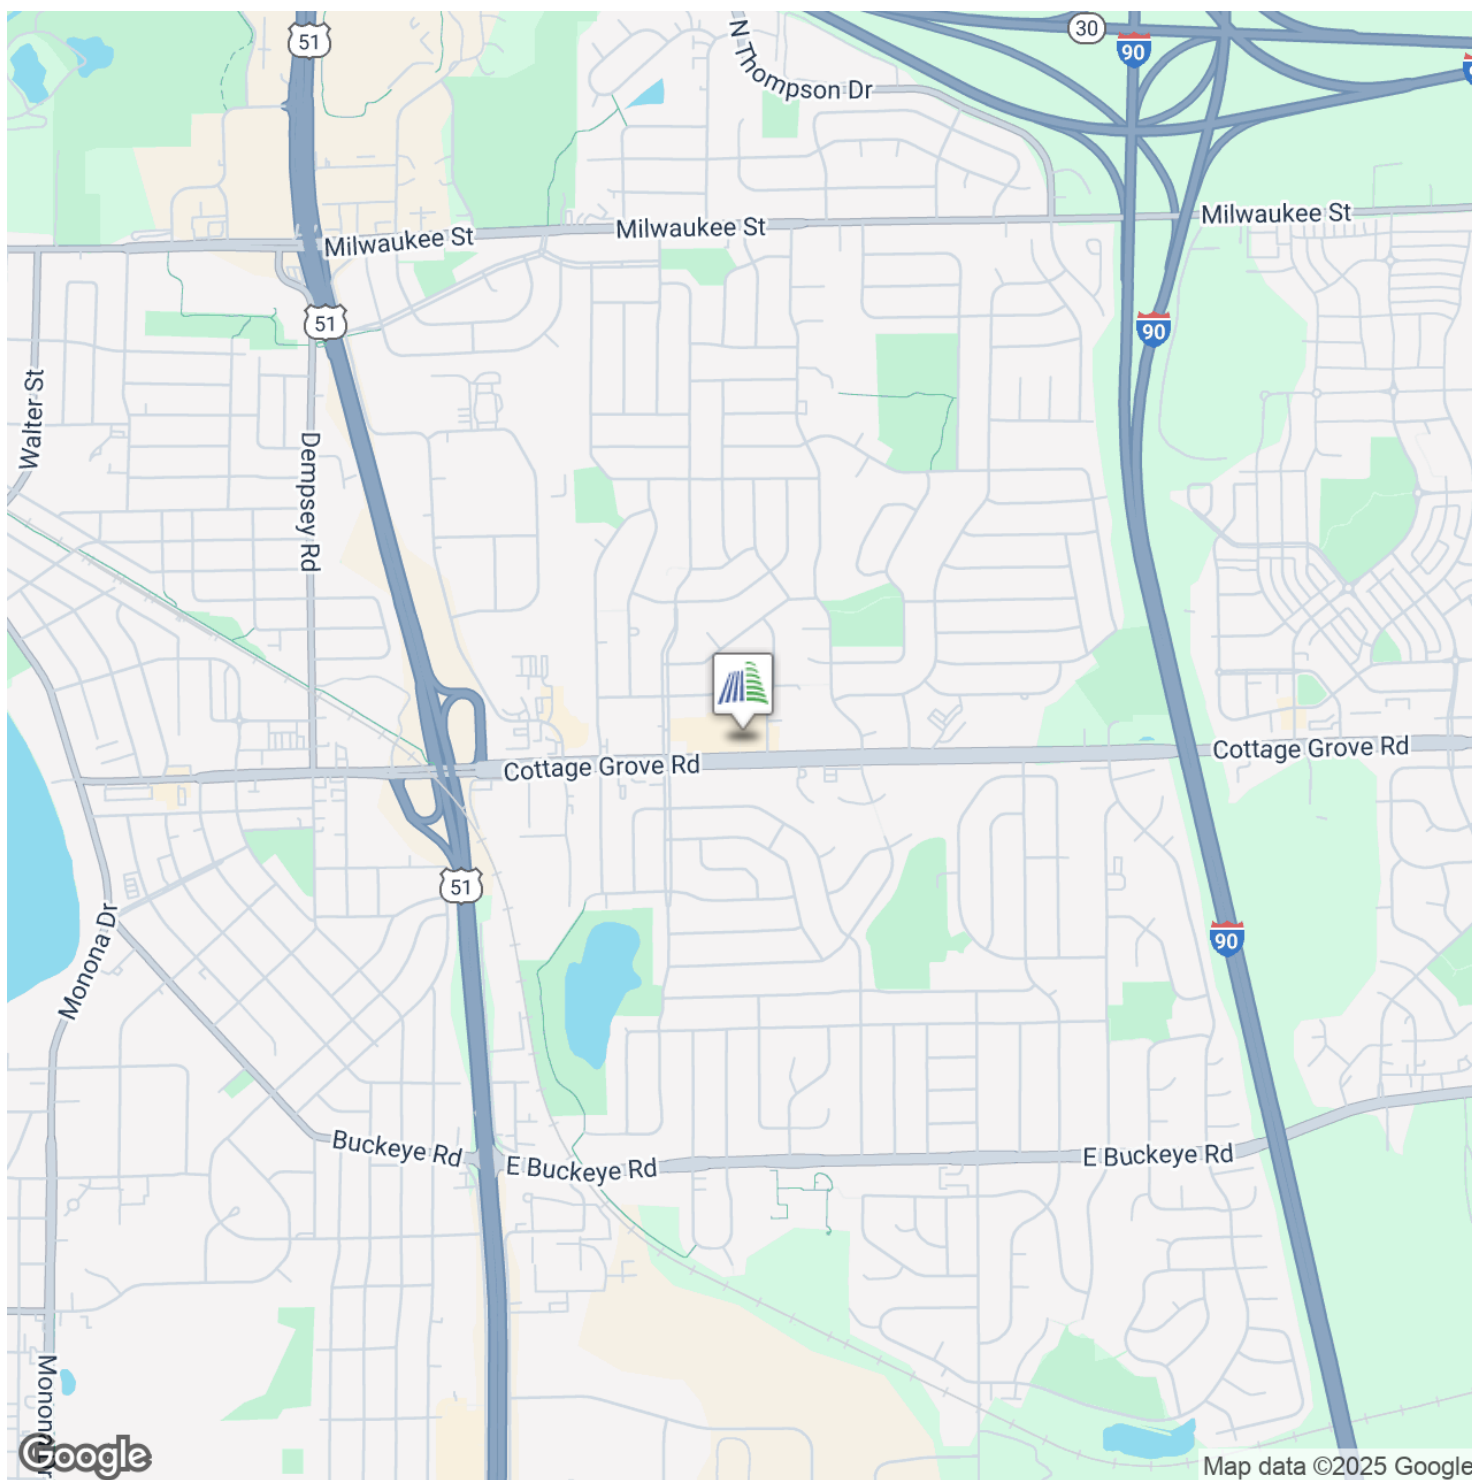 51
30
90
N Thompson Dr
Milwaukee St
Milwaukee St
Milwaukee St
51
90
Walter St
Dempsey Rd
Cottage Grove Rd
Cottage Grove Rd
51
Monona Dr
90
Buckeye Rd
E Buckeye Rd
E Buckeye Rd
Monona Dr
Google
Map data ©2025 Google